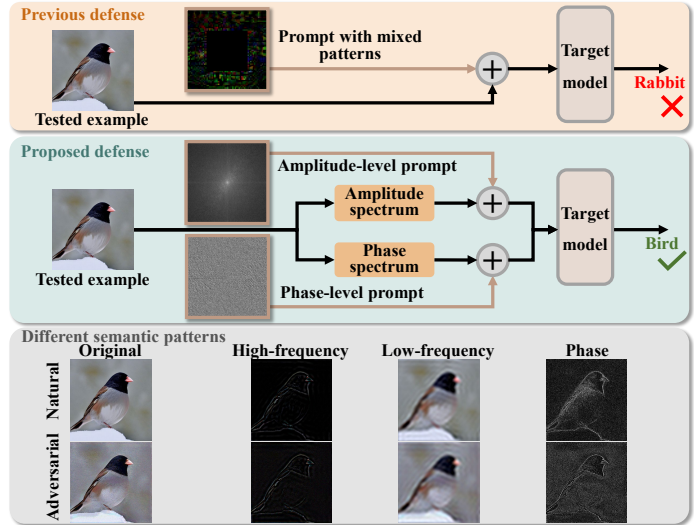 Previous defense
Prompt with mixed
patterns
Tested example
+
Target
model
Rabbit
Proposed defense
Amplitude-level prompt
Amplitude
spectrum
+
Tested example
Phase
spectrum
+
Phase-level prompt
Target
model
Bird
Different semantic patterns
Original
High-frequency
Low-frequency
Phase
Natural
Adversarial